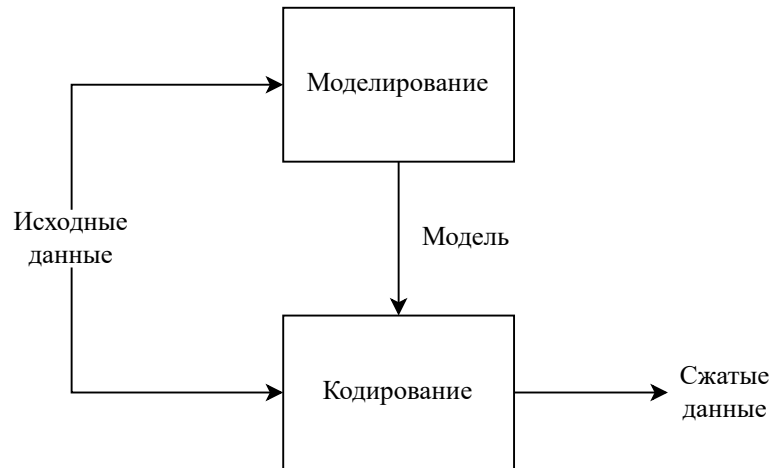 Моделирование
Исходные
данные
Модель
Кодирование
Сжатые
данные